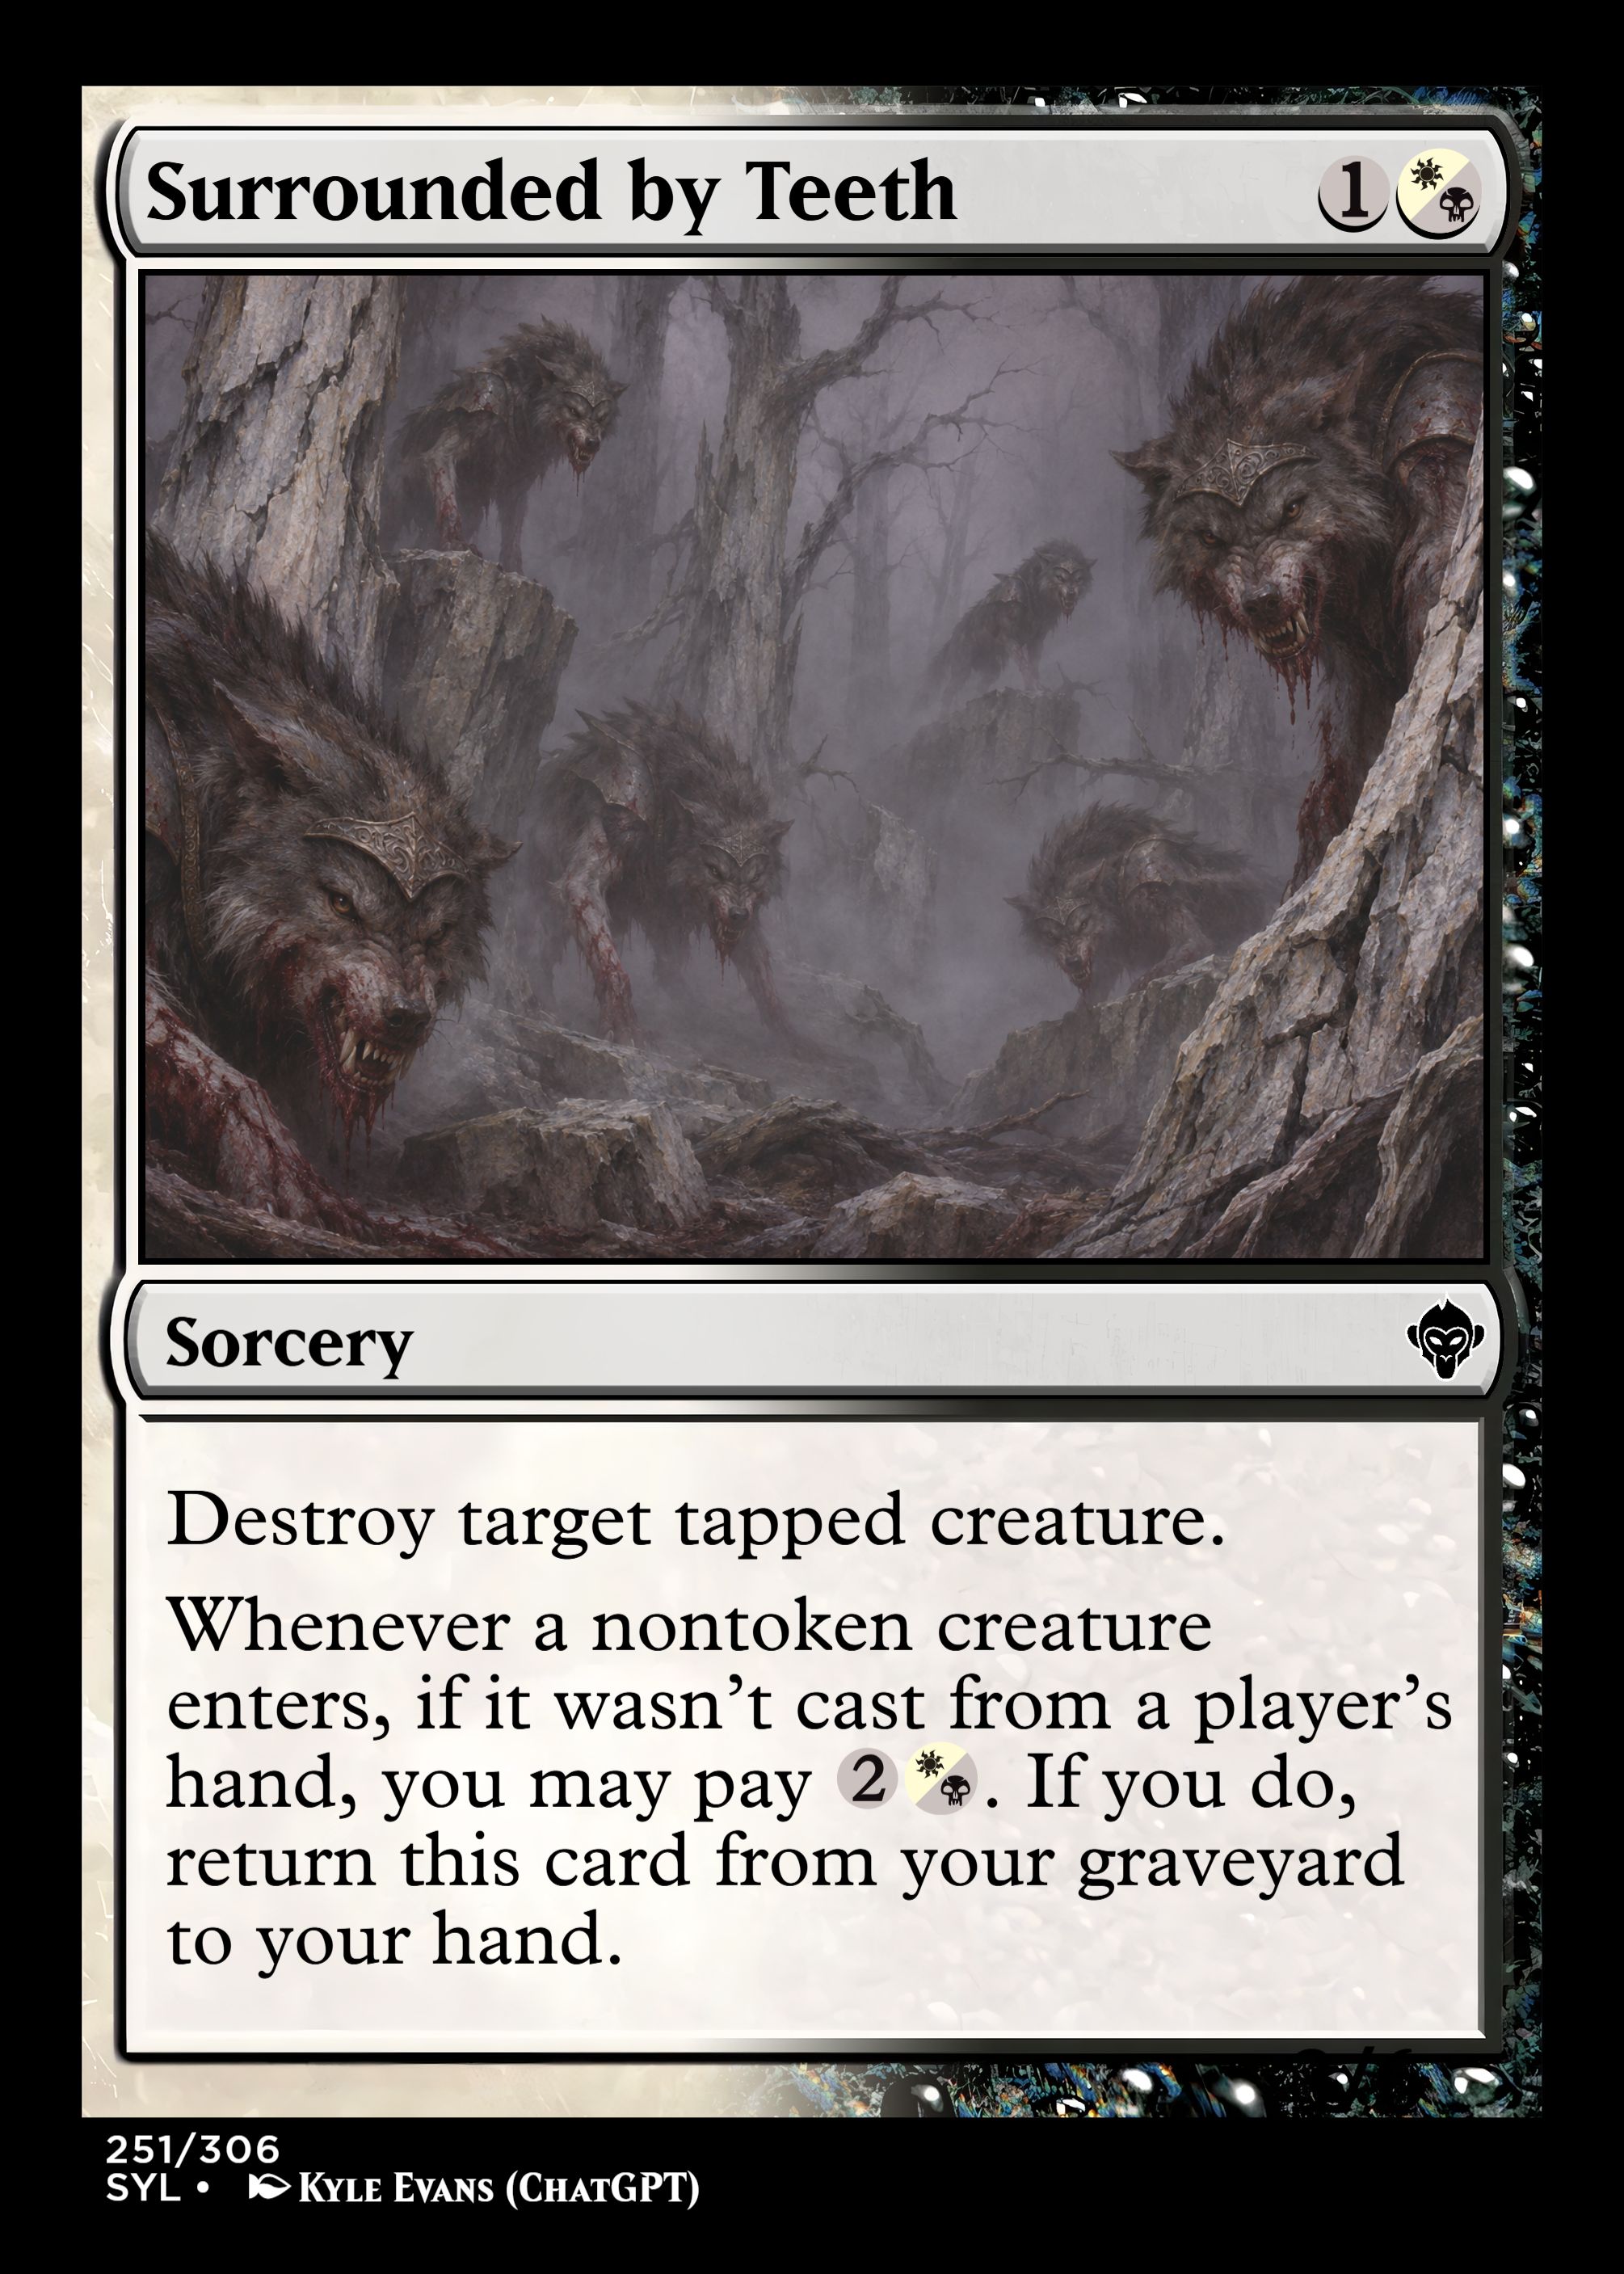 Surrounded by Teeth 1
Sorcery
Destroy target tapped creature.
Whenever a nontoken creature
enters, if it wasn't cast from a player's
hand, you may pay 2 . If you do,
return this card from your graveyard
to your hand.
251/306
SYL • Kyle Evans (ChatGPT)